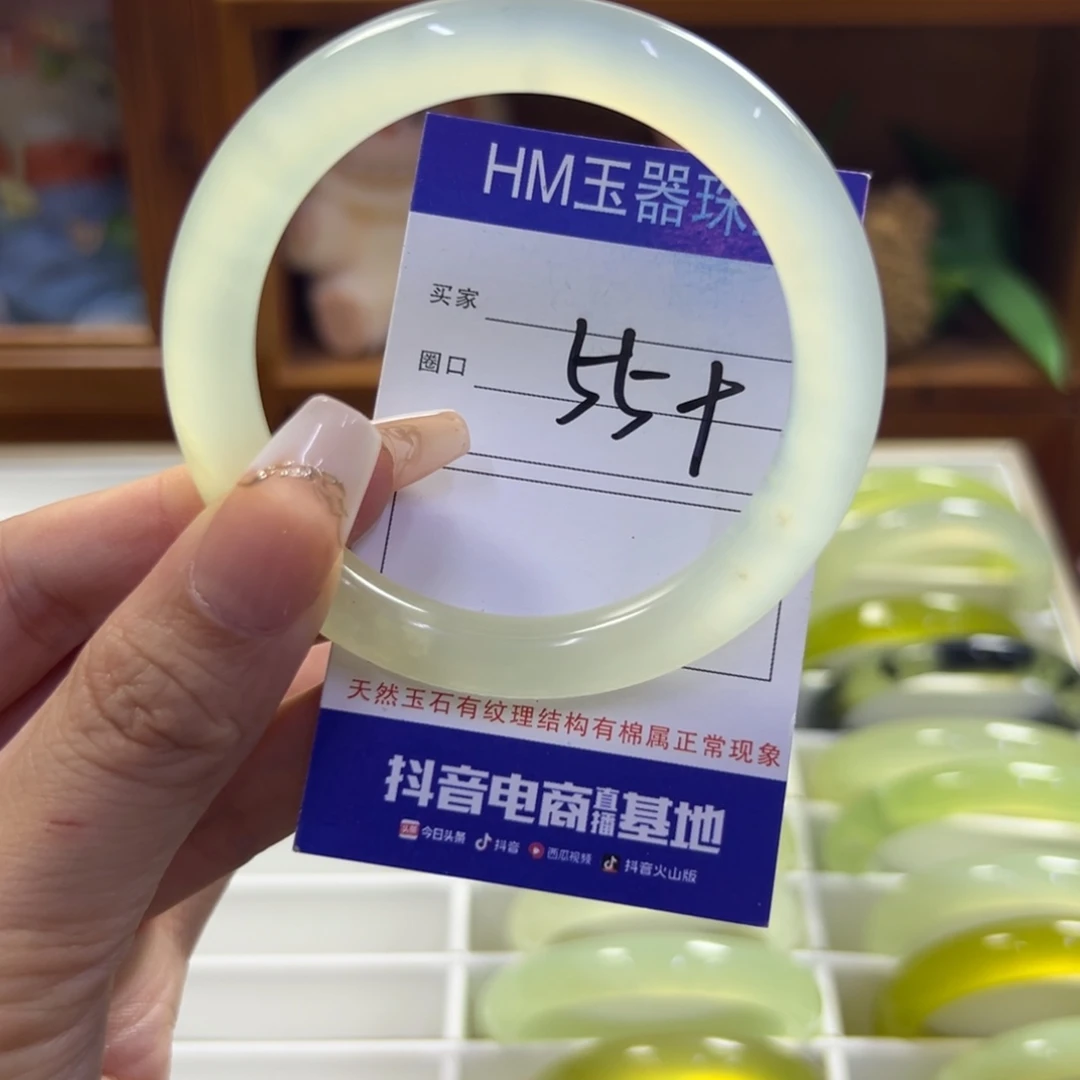 HM玉器珠
买家
圈口
55+
天然玉石有纹理结构有棉属正常现象
抖音电商直播基地
头条 今日头条 抖音 西瓜视频 抖音火山版